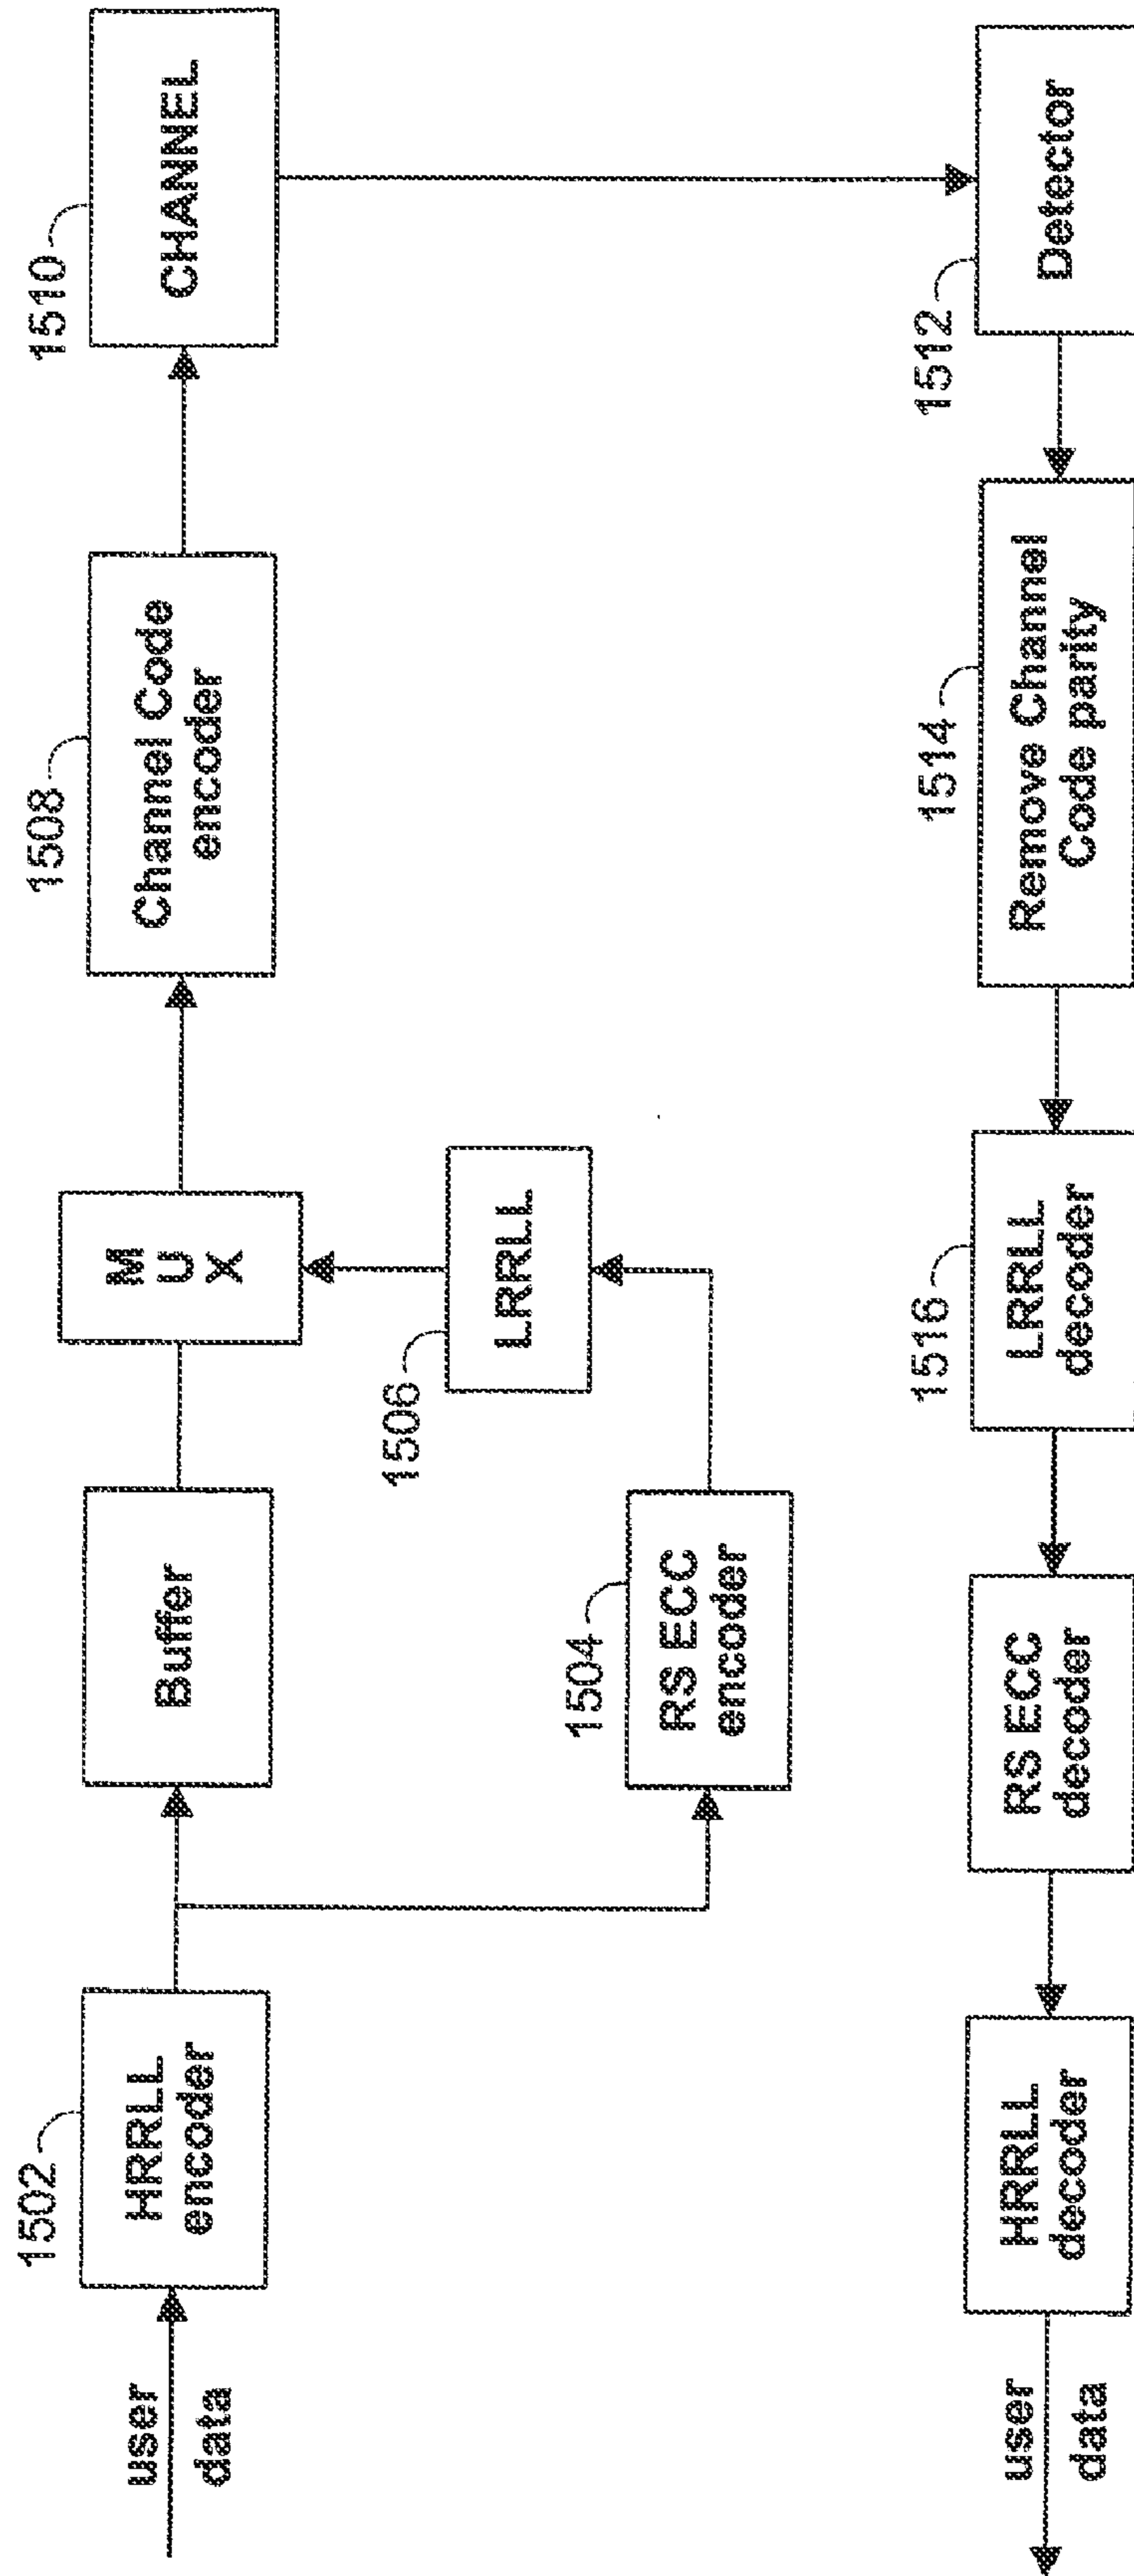 user
data
1502
HRRLL
encoder
Buffer
M
U
X
1508
Channel Code
encoder
1510
CHANNEL
1504
RS ECC
encoder
1506
LRRLL
user
data
HRRLL
decoder
RS ECC
decoder
1516
LRRLL
decoder
1514
Remove Channel
Code parity
1512
Detector